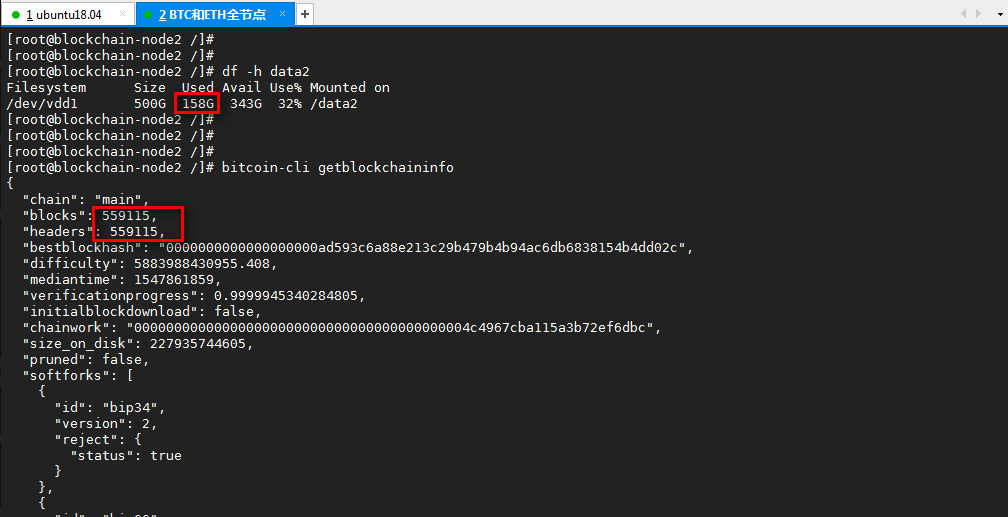 1 ubuntu18.04 × 2 BTC和ETH全节点 × +
[root@blockchain-node2 /]#
[root@blockchain-node2 /]#
[root@blockchain-node2 /]# df -h data2
Filesystem      Size  Used Avail Use% Mounted on
/dev/vdd1       500G  158G  343G  32% /data2
[root@blockchain-node2 /]#
[root@blockchain-node2 /]#
[root@blockchain-node2 /]#
[root@blockchain-node2 /]# bitcoin-cli getblockchaininfo
{
  "chain": "main",
  "blocks": 559115,
  "headers": 559115,
  "bestblockhash": "0000000000000000000ad593c6a88e213c29b479b4b94ac6db6838154b4dd02c",
  "difficulty": 5883988430955.408,
  "mediantime": 1547861859,
  "verificationprogress": 0.9999945340284805,
  "initialblockdownload": false,
  "chainwork": "000000000000000000000000000000000000000004c4967cba115a3b72ef6dbc",
  "size_on_disk": 227935744605,
  "pruned": false,
  "softforks": [
    {
      "id": "bip34",
      "version": 2,
      "reject": {
        "status": true
      }
    },
    {